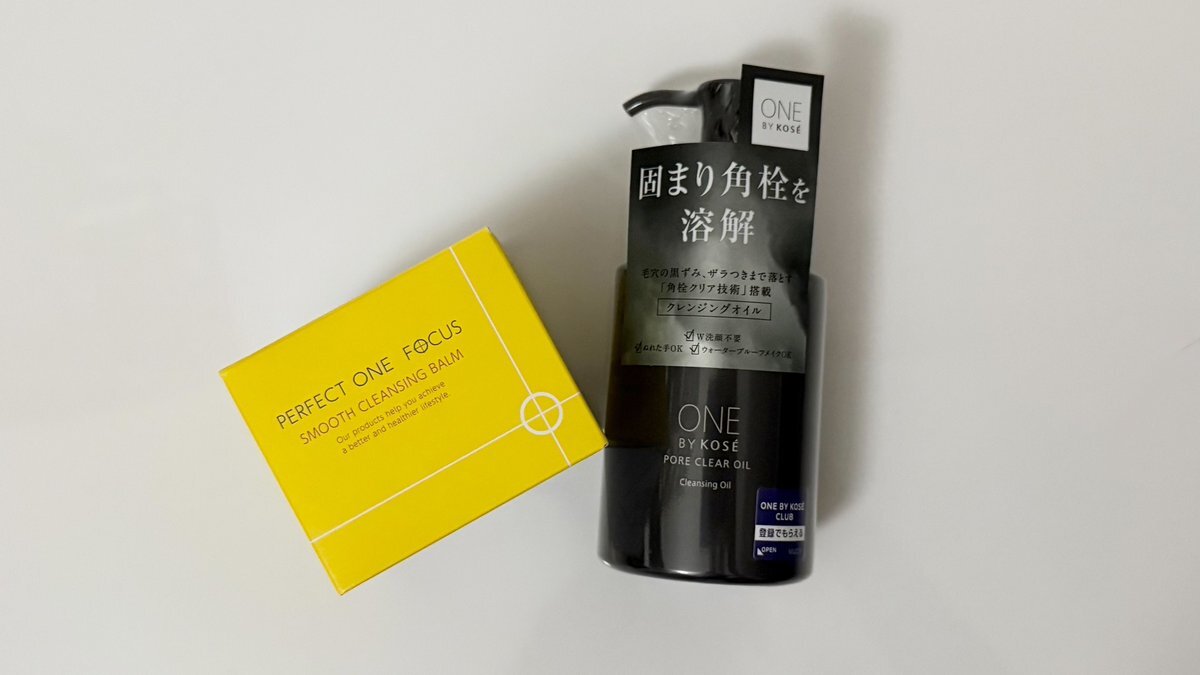 PERFECT ONE FOCUS
SMOOTH CLEANSING BALM
Our products help you achieve
a better and healthier lifestyle.
ONE
BY KOSÉ
固まり角栓を
溶解
毛穴の黒ずみ、ザラつきまで落とす
「角栓クリア技術」搭載
クレンジングオイル
W洗顔不要
ぬれた手OK ウォータープルーフメイクOK
ONE
BY KOSÉ
PORE CLEAR OIL
Cleansing Oil
ONE BY KOSÉ
CLUB
登録でもらえる
OPEN